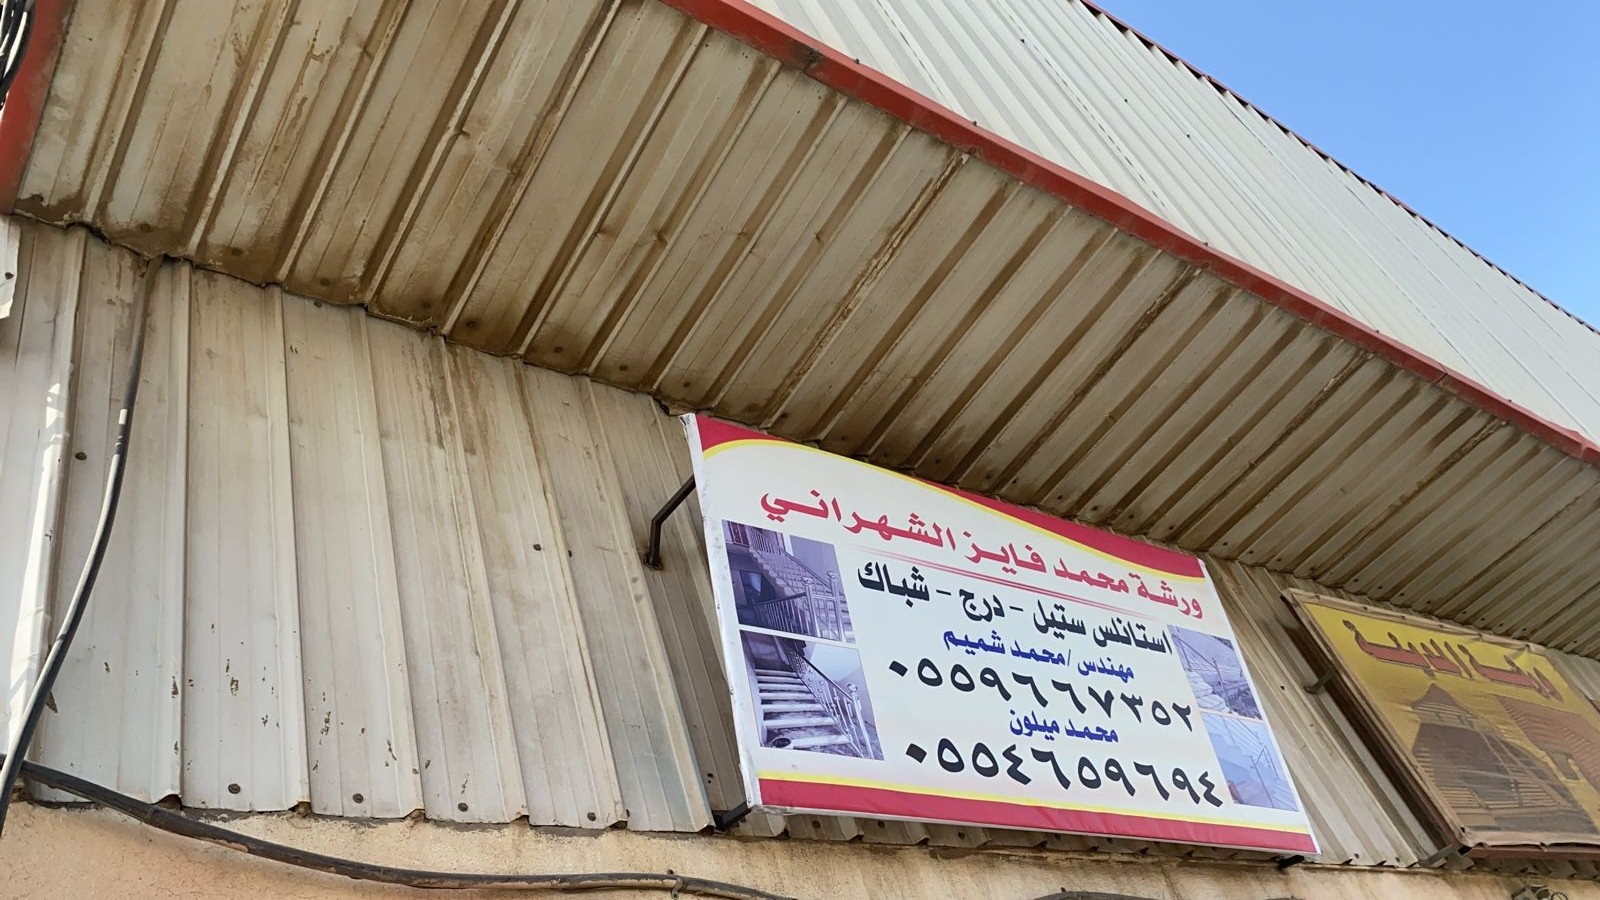 ورشة محمد فايز الشهراني
استانلس ستيل - درج - شباك
مهندس/محمد شميم
٠٥٥٩٦٦٧٣٥٢
محمد ميلون
٠٥٥٤٦٥٩٦٩٤